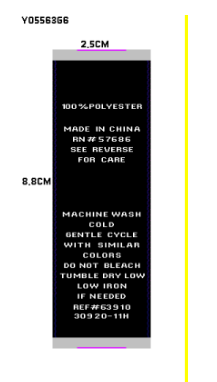 Y0556366
2.5CM
8.8CM
100%POLYESTER
MADE IN CHINA
RN#57686
SEE REVERSE
FOR CARE
MACHINE WASH
COLD
GENTLE CYCLE
WITH SIMILAR
COLORS
DO NOT BLEACH
TUMBLE DRY LOW
LOW IRON
IF NEEDED
REF#63910
30920-11H